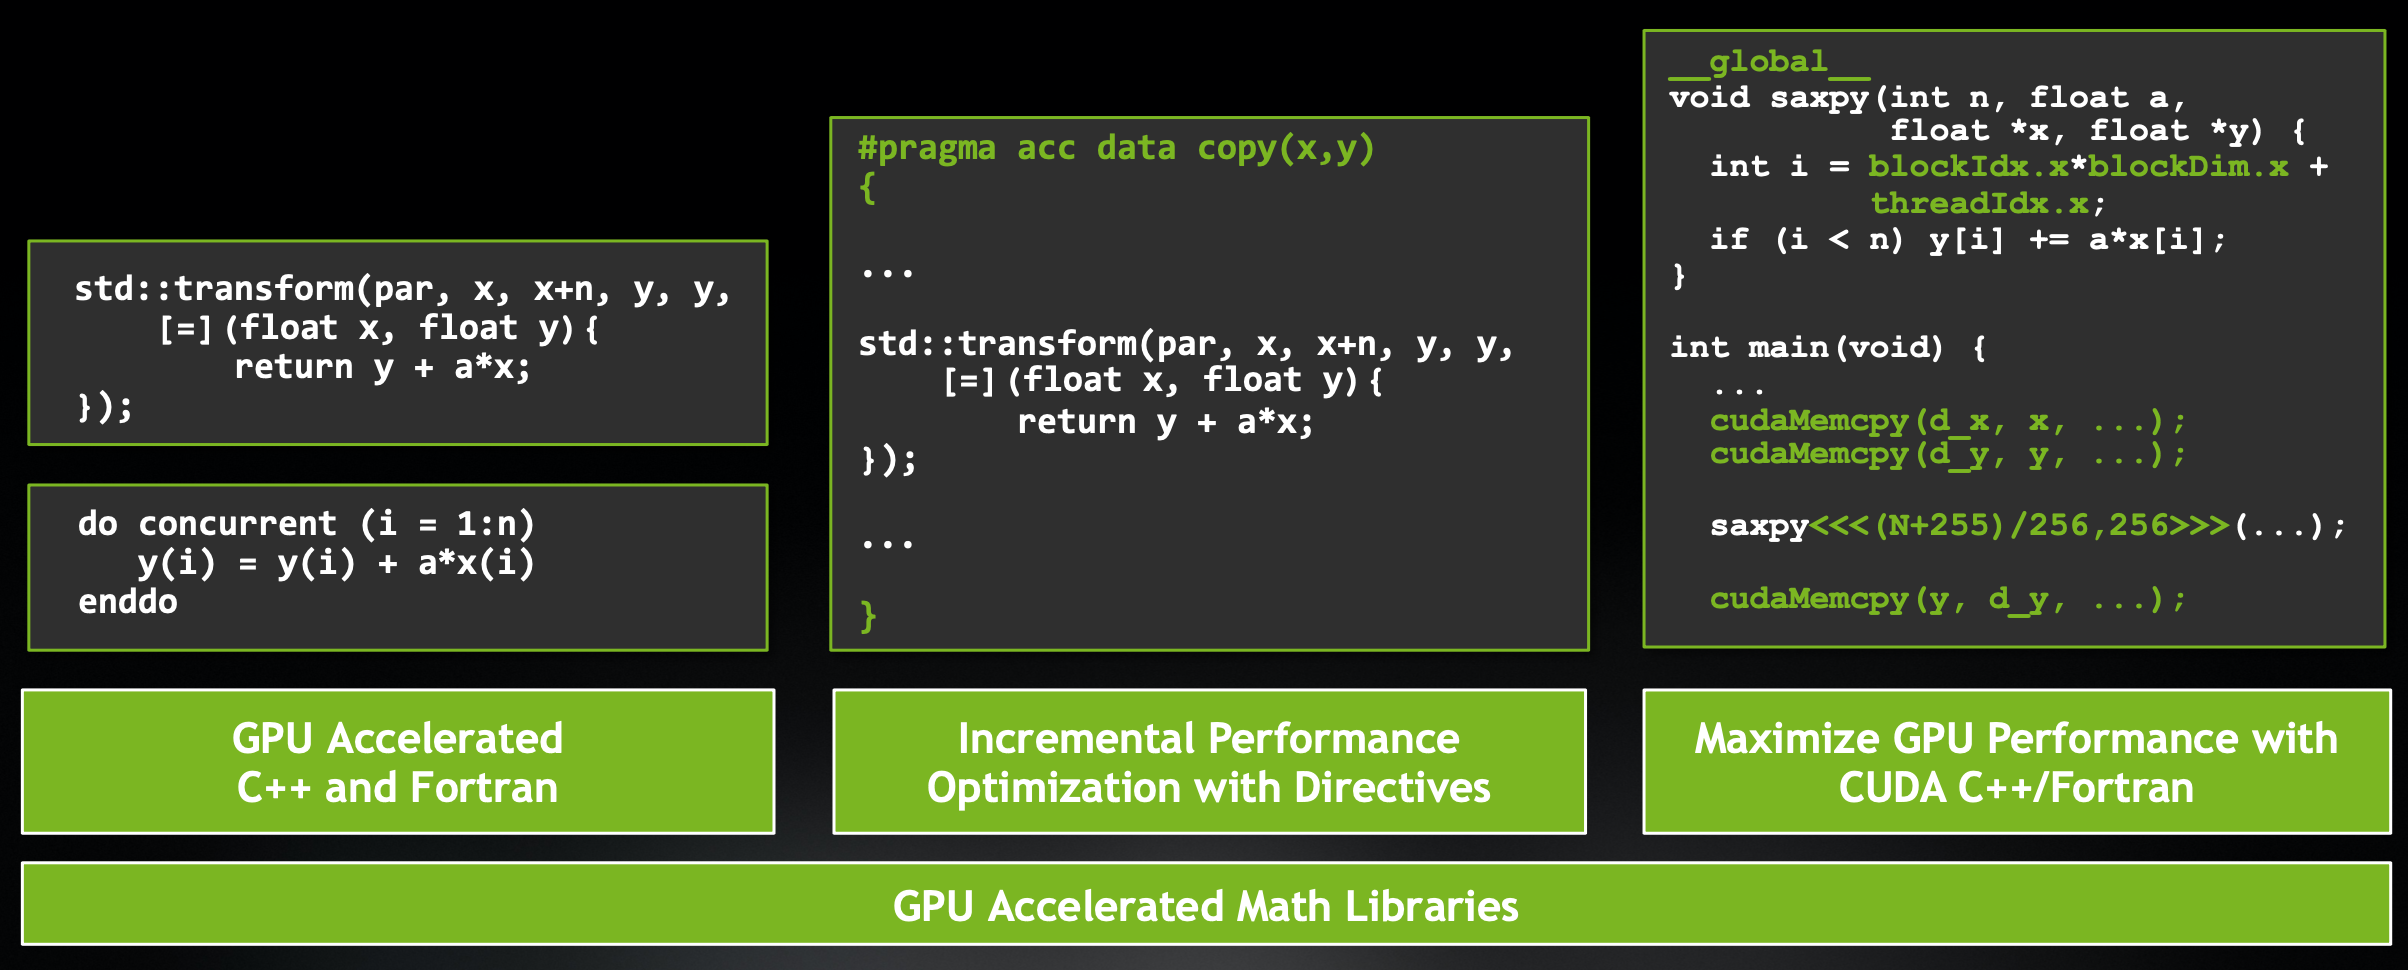 std::transform(par, x, x+n, y, y,
    [=](float x, float y){
        return y + a*x;
});
do concurrent (i = 1:n)
   y(i) = y(i) + a*x(i)
enddo
GPU Accelerated
C++ and Fortran
#pragma acc data copy(x,y)
{
...
std::transform(par, x, x+n, y, y,
    [=](float x, float y){
        return y + a*x;
});
...
}
Incremental Performance
Optimization with Directives
__global__
void saxpy(int n, float a,
           float *x, float *y) {
  int i = blockIdx.x*blockDim.x +
          threadIdx.x;
  if (i < n) y[i] += a*x[i];
}
int main(void) {
  ...
  cudaMemcpy(d_x, x, ...);
  cudaMemcpy(d_y, y, ...);
  saxpy<<<(N+255)/256,256>>>(...);
  cudaMemcpy(y, d_y, ...);
Maximize GPU Performance with
CUDA C++/Fortran
GPU Accelerated Math Libraries